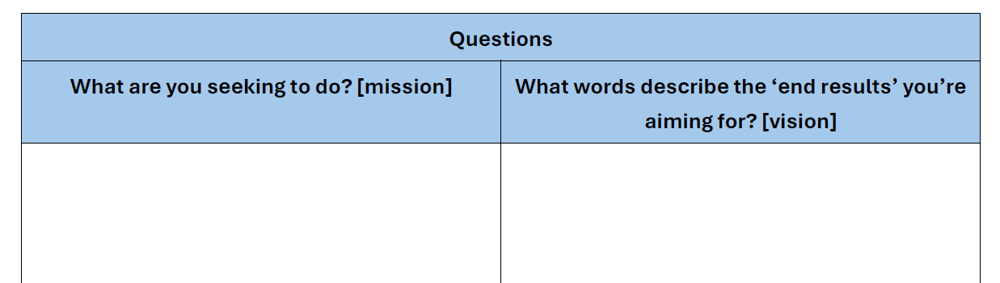 Questions
What are you seeking to do? [mission]
What words describe the ‘end results’ you’re
aiming for? [vision]